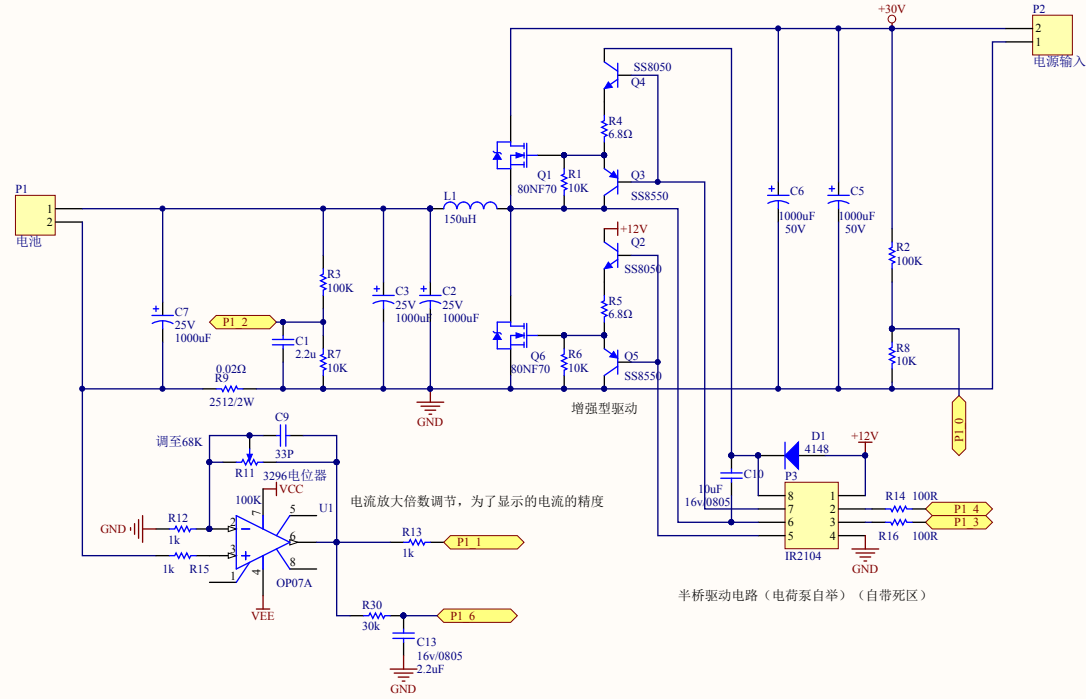 +30V
P2
2
1
电源输入
SS8050
Q4
R4
6.8Ω
Q1
80NF70
R1
10K
Q3
SS8550
P1
1
2
电池
L1
150uH
C6
1000uF
50V
C5
1000uF
50V
+12V
Q2
SS8050
R2
100K
R3
100K
C3
25V
1000uF
C2
25V
1000uF
R5
6.8Ω
C7
25V
1000uF
P1_2
C1
2.2u
R7
10K
Q6
80NF70
R6
10K
Q5
SS8550
R8
10K
0.02Ω
R9
2512/2W
GND
增强型驱动
P1_0
C9
33P
调至68K
R11
3296电位器
100K
VCC
U1
电流放大倍数调节，为了显示的电流的精度
D1
4148
+12V
C10
10uF
16v/0805
P3
8
7
6
5
1
2
3
4
IR2104
R14
100R
P1_4
P1_3
R16
100R
GND
GND
R12
1k
1k
R15
2
3
7
5
6
8
1
4
OP07A
VEE
R13
1k
P1_1
半桥驱动电路（电荷泵自举）（自带死区）
R30
30k
P1_6
C13
16v/0805
2.2uF
GND